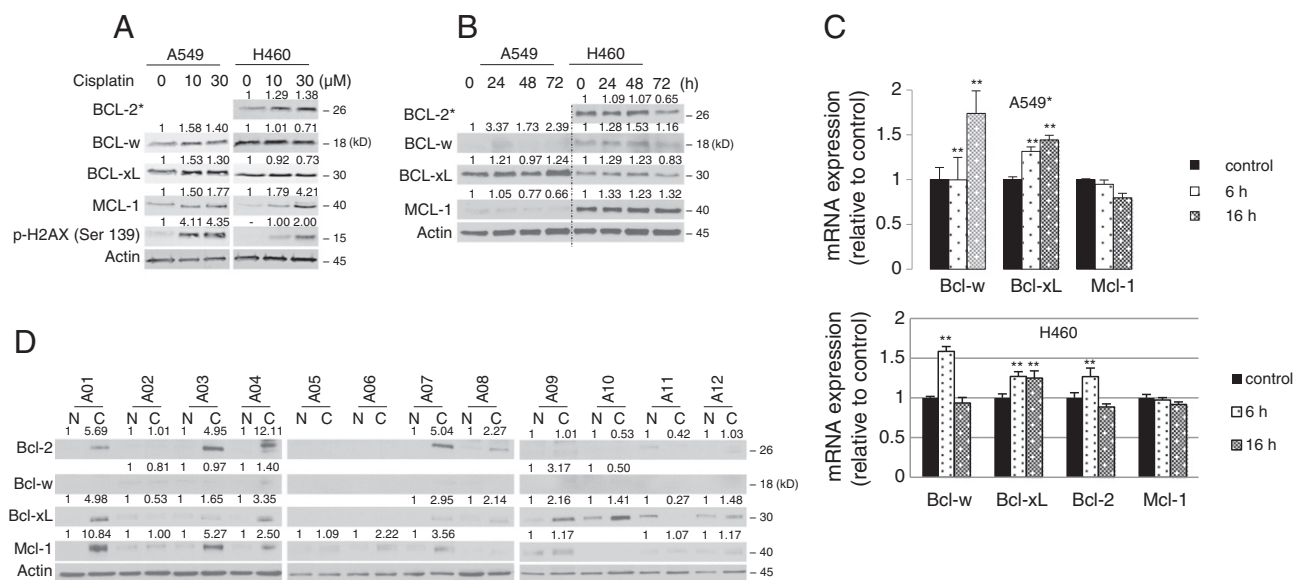 A
A549 H460
Cisplatin 0 10 30 0 10 30 (µM)
1 1.29 1.38
BCL-2* – 26
1 1.58 1.40 1 1.01 0.71
BCL-w – 18 (kD)
1 1.53 1.30 1 0.92 0.73
BCL-xL – 30
1 1.50 1.77 1 1.79 4.21
MCL-1 – 40
1 4.11 4.35 - 1.00 2.00
p-H2AX (Ser 139) – 15
Actin – 45
B
A549 H460
0 24 48 72 0 24 48 72 (h)
1 1.09 1.07 0.65
BCL-2* – 26
1 3.37 1.73 2.39 1 1.28 1.53 1.16
BCL-w – 18 (kD)
1 1.21 0.97 1.24 1 1.29 1.23 0.83
BCL-xL – 30
1 1.05 0.77 0.66 1 1.33 1.23 1.32
MCL-1 – 40
Actin – 45
C
mRNA expression
(relative to control)
2
1.5
1
0.5
0
A549*
** ** ** **
Bcl-w Bcl-xL Mcl-1
control
6 h
16 h
mRNA expression
(relative to control)
2
1.5
1
0.5
0
H460
** ** ** **
Bcl-w Bcl-xL Bcl-2 Mcl-1
control
6 h
16 h
D
A01 A02 A03 A04 A05 A06 A07 A08 A09 A10 A11 A12
N C N C N C N C N C N C N C N C N C N C N C N C
1 5.69 1 1.01 1 4.95 1 12.11 1 5.04 1 2.27 1 1.01 1 0.53 1 0.42 1 1.03
Bcl-2 – 26
1 0.81 1 0.97 1 1.40 1 3.17 1 0.50
Bcl-w – 18 (kD)
1 4.98 1 0.53 1 1.65 1 3.35 1 2.95 1 2.14 1 2.16 1 1.41 1 0.27 1 1.48
Bcl-xL – 30
1 10.84 1 1.00 1 5.27 1 2.50 1 1.09 1 2.22 1 3.56 1 1.17 1 1.07 1 1.17
Mcl-1 – 40
Actin – 45